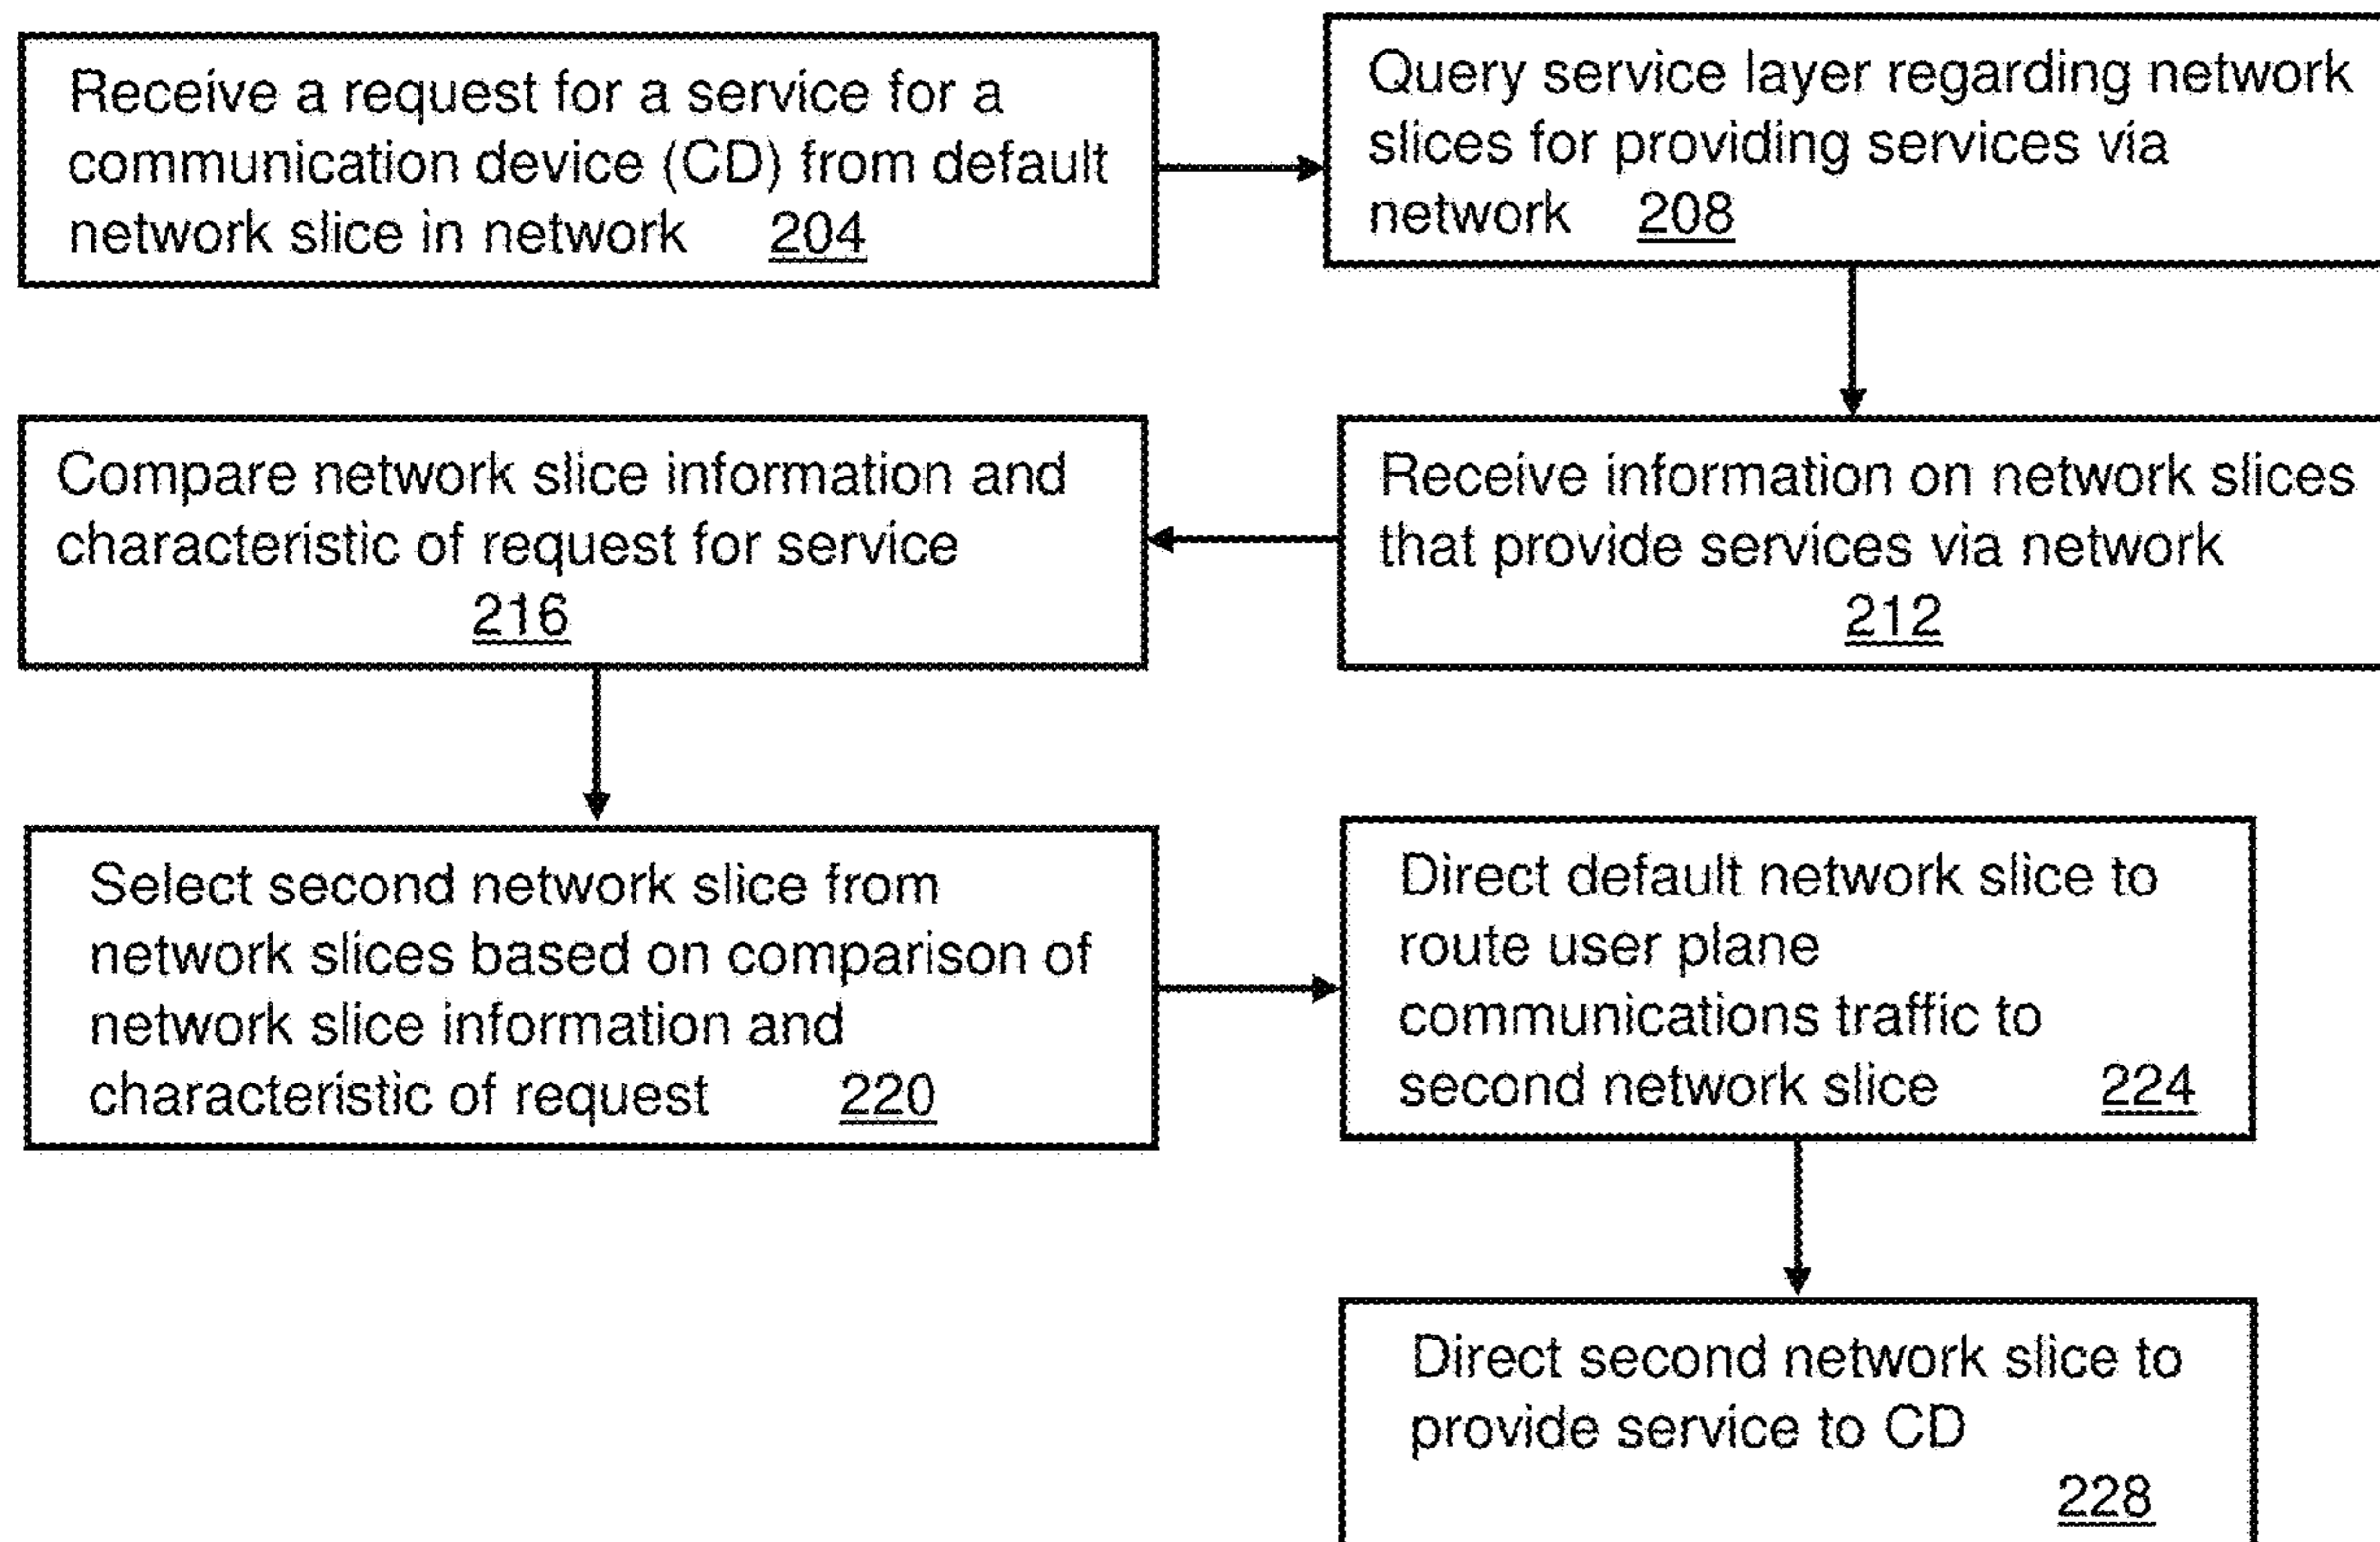 Receive a request for a service for a
communication device (CD) from default
network slice in network 204
Query service layer regarding network
slices for providing services via
network 208
Receive information on network slices
that provide services via network
212
Compare network slice information and
characteristic of request for service
216
Select second network slice from
network slices based on comparison of
network slice information and
characteristic of request 220
Direct default network slice to
route user plane
communications traffic to
second network slice 224
Direct second network slice to
provide service to CD
228